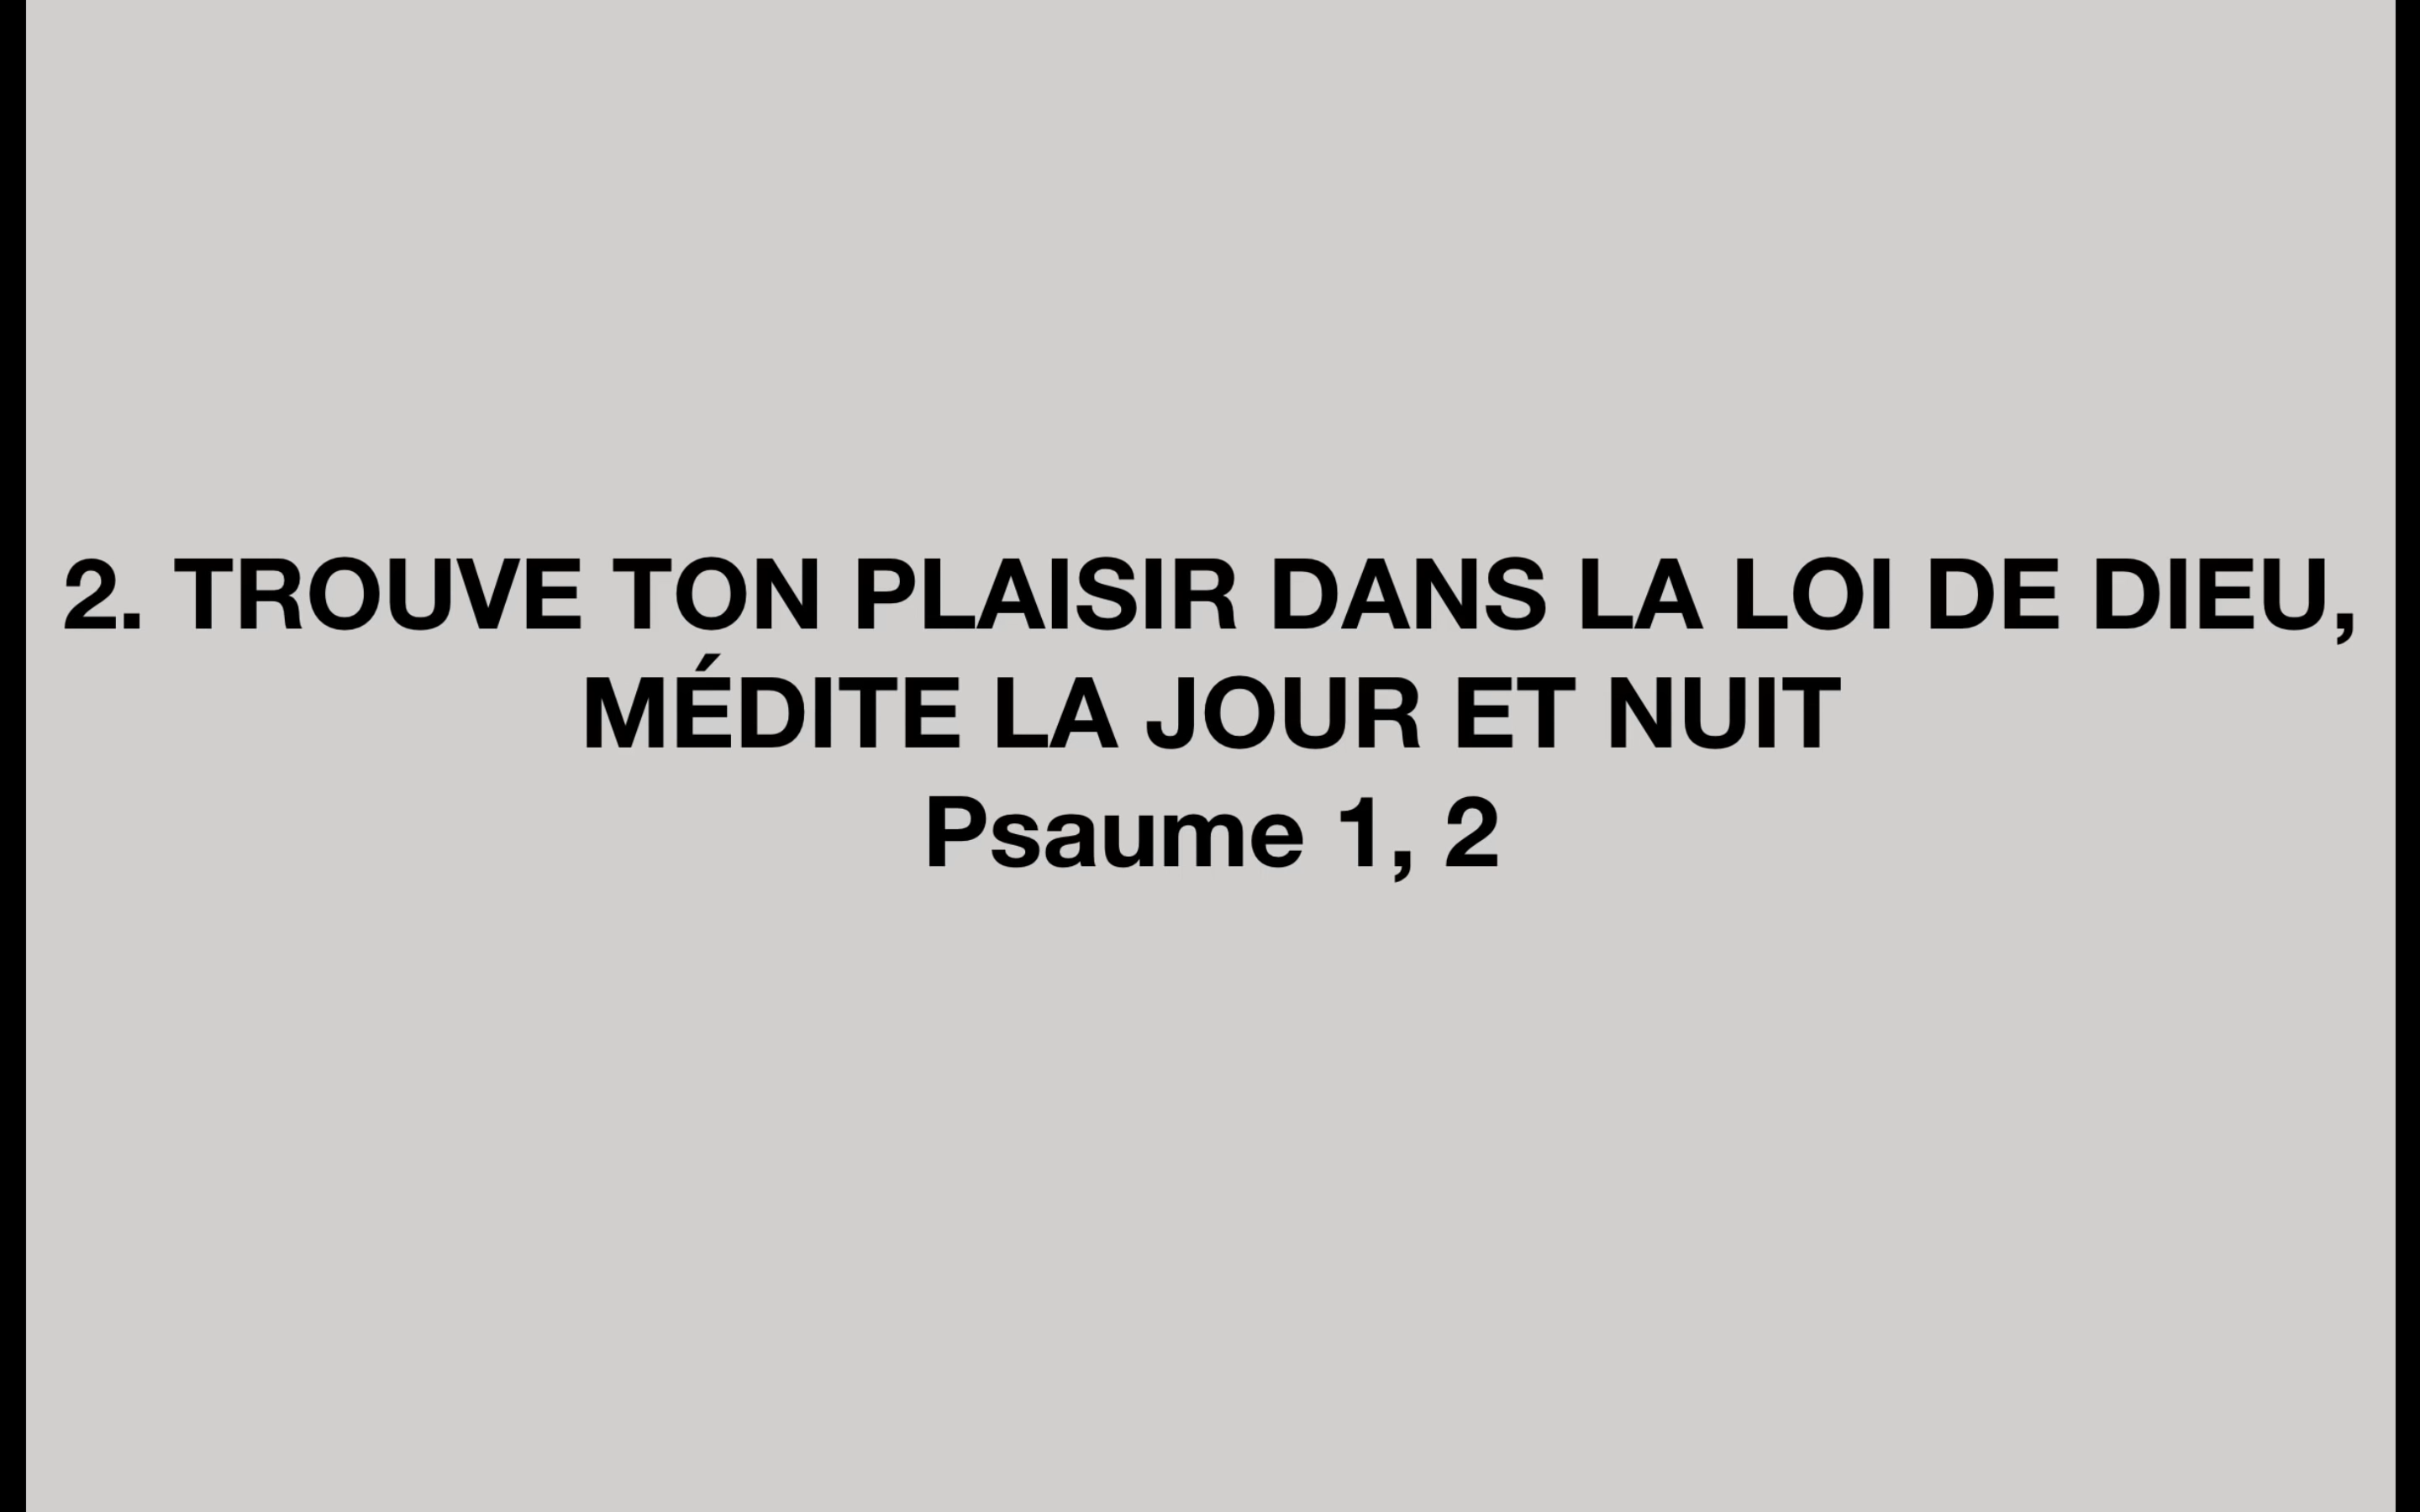 2. TROUVE TON PLAISIR DANS LA LOI DE DIEU,
MÉDITE LA JOUR ET NUIT
Psaume 1, 2